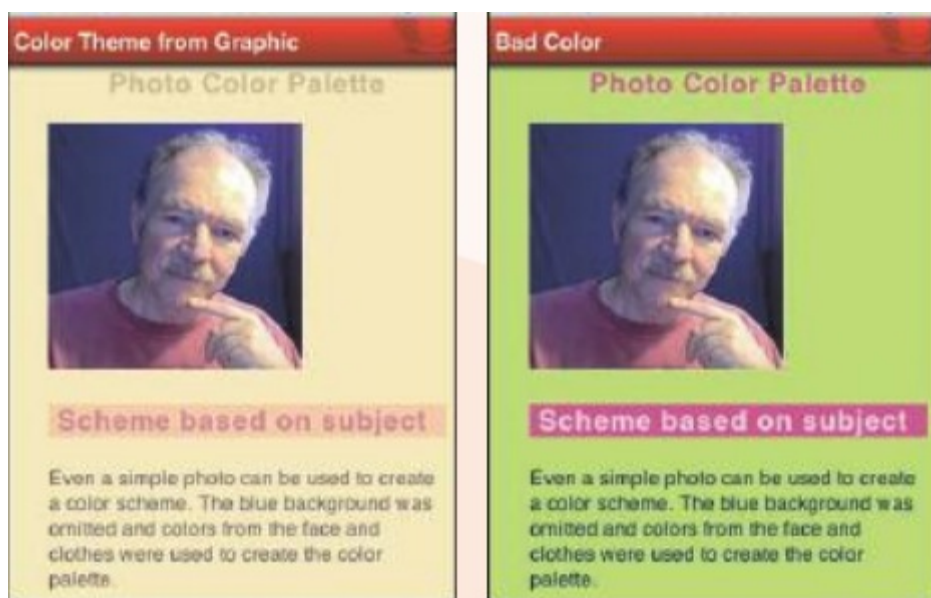 Color Theme from Graphic
Photo Color Palette
Scheme based on subject
Even a simple photo can be used to create
a color scheme. The blue background was
omitted and colors from the face and
clothes were used to create the color
palette.
Bad Color
Photo Color Palette
Scheme based on subject
Even a simple photo can be used to create
a color scheme. The blue background was
omitted and colors from the face and
clothes were used to create the color
palette.